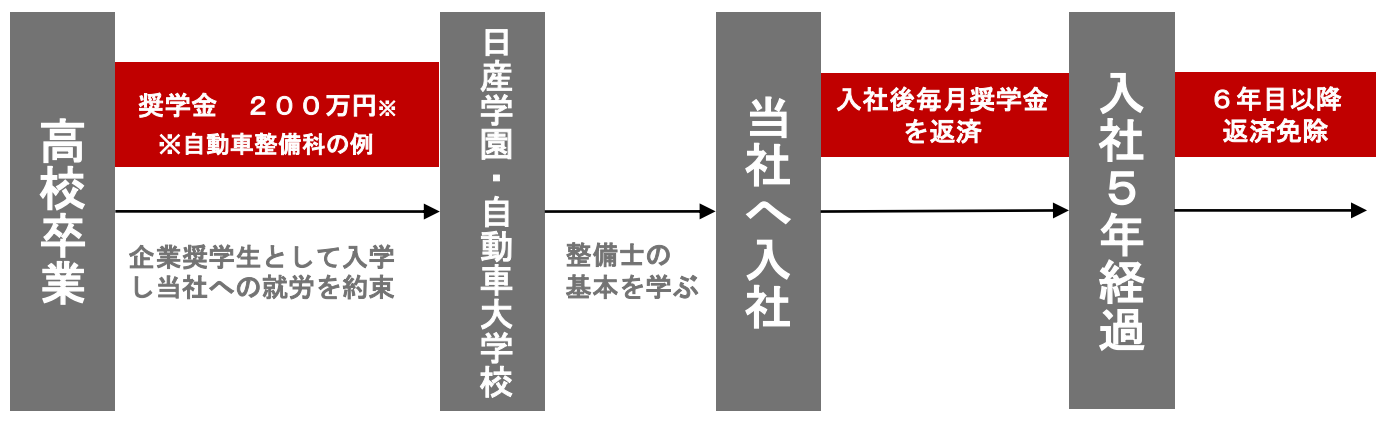 高校卒業
奨学金　２００万円※
※自動車整備科の例
企業奨学生として入学
し当社への就労を約束
日産学園・自動車大学校
整備士の
基本を学ぶ
当社へ入社
入社後毎月奨学金
を返済
入社５年経過
６年目以降
返済免除